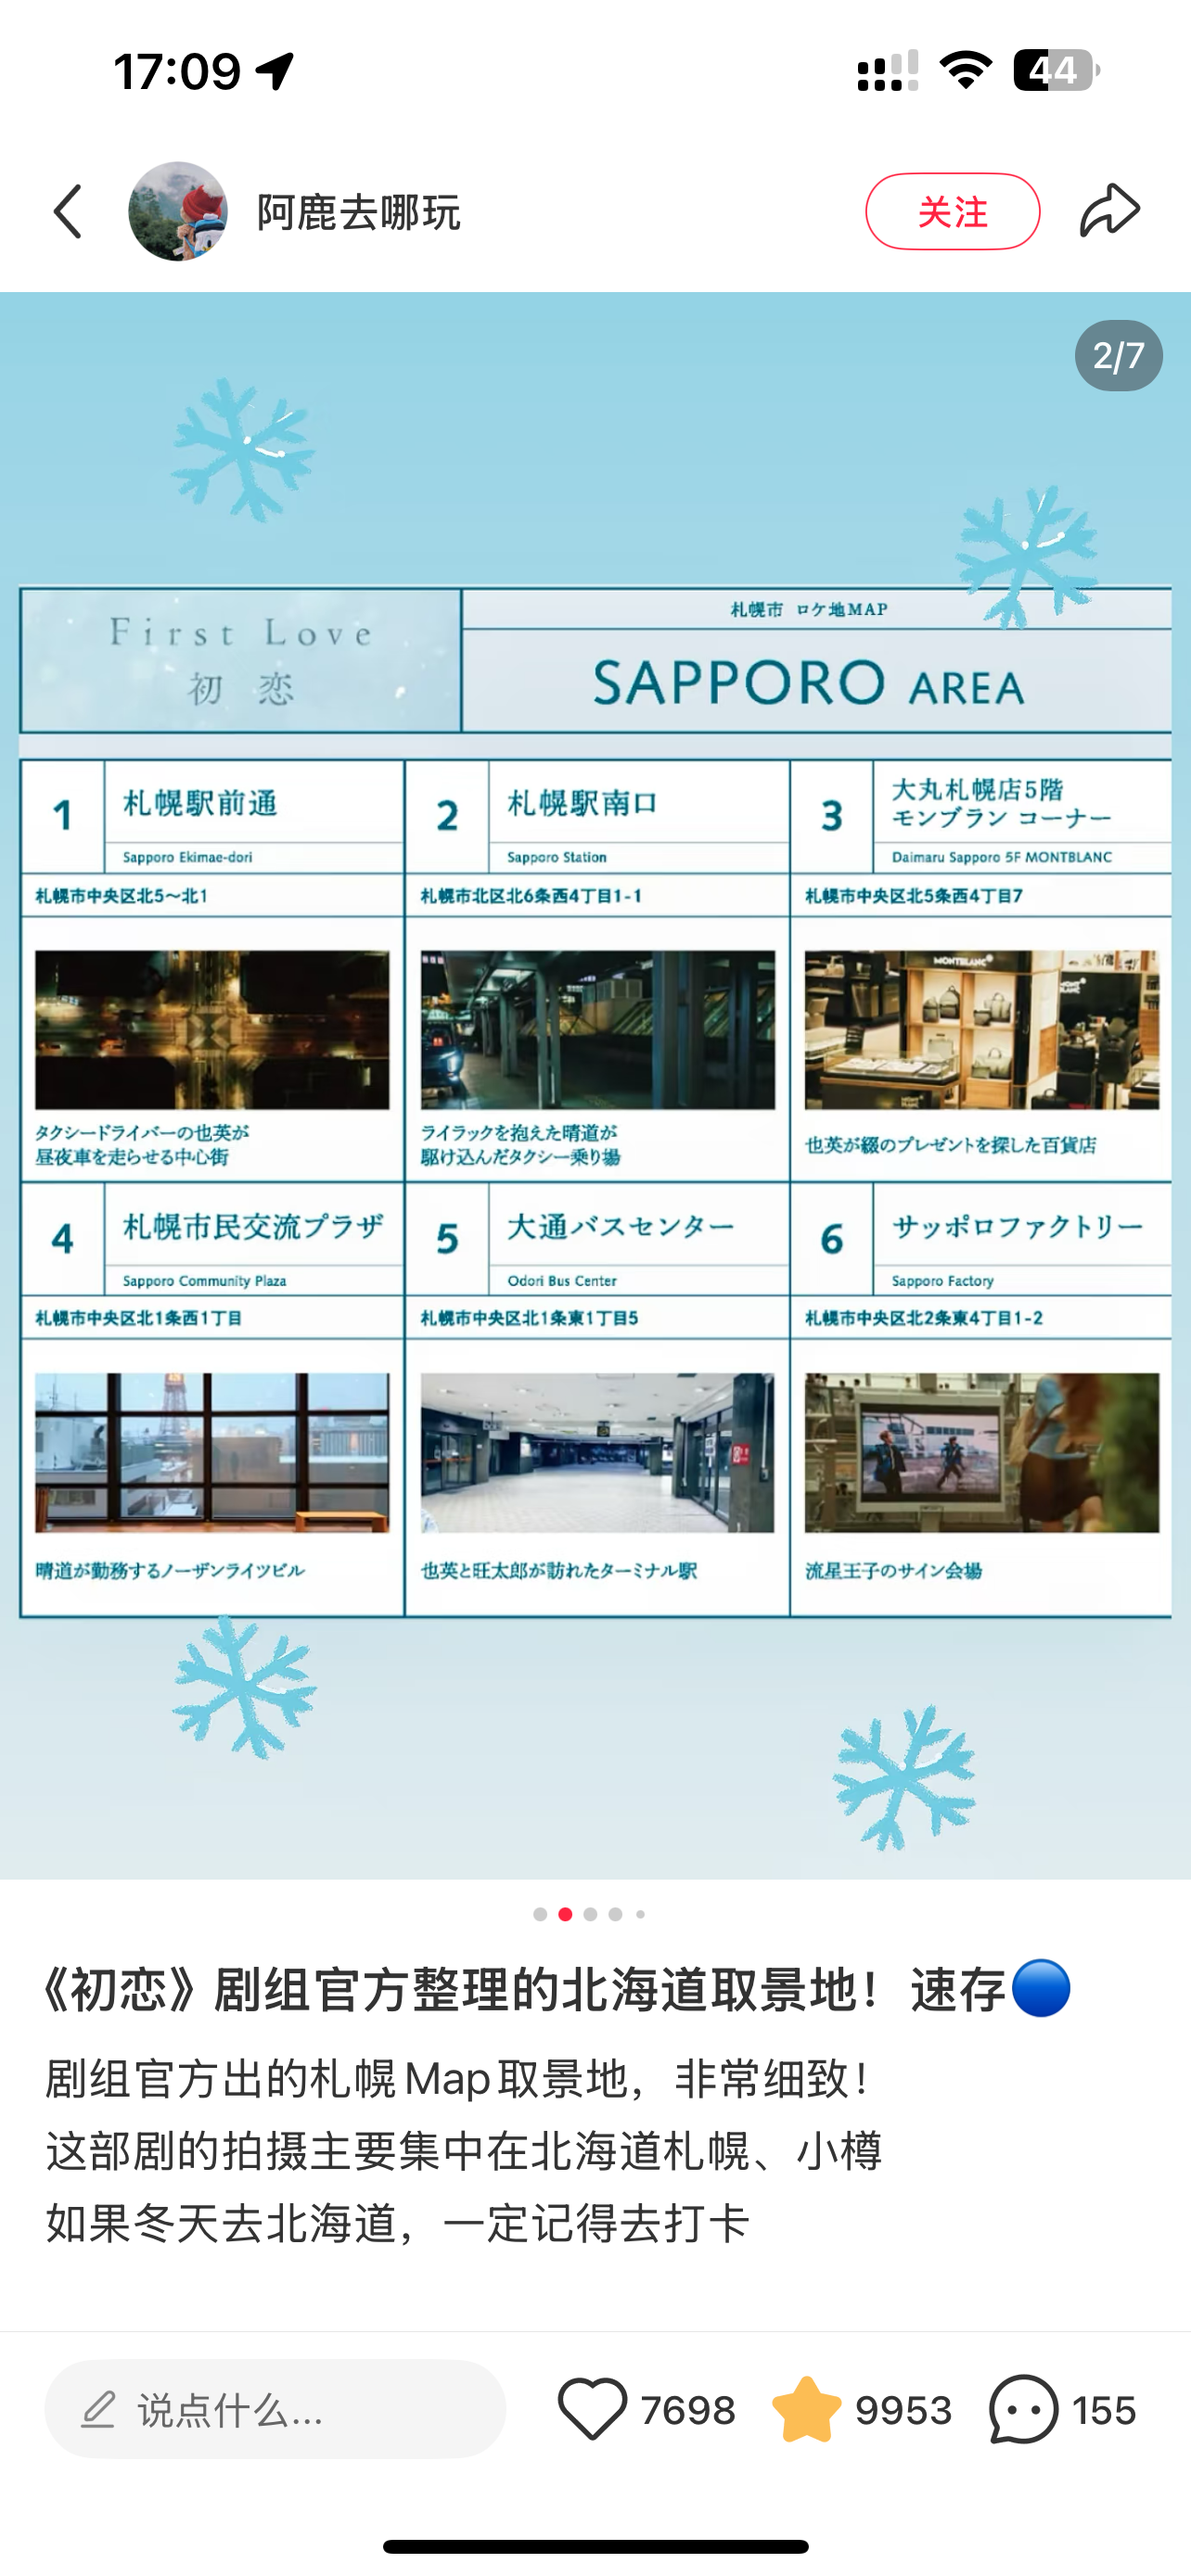 17:09
44
阿鹿去哪玩
关注
2/7
First Love
初 恋
札幌市 ロケ地MAP
SAPPORO AREA
1
札幌駅前通
Sapporo Ekimae-dori
札幌市中央区北5〜北1
タクシードライバーの也英が
昼夜車を走らせる中心街
2
札幌駅南口
Sapporo Station
札幌市北区北6条西4丁目1-1
ライラックを抱えた晴道が
駆け込んだタクシー乗り場
3
大丸札幌店5階
モンブラン コーナー
Daimaru Sapporo 5F MONTBLANC
札幌市中央区北5条西4丁目7
MONTBLANC
MONT
BLANC
也英が綴のプレゼントを探した百貨店
4
札幌市民交流プラザ
Sapporo Community Plaza
札幌市中央区北1条西1丁目
晴道が勤務するノーザンライツビル
5
大通バスセンター
Odori Bus Center
札幌市中央区北1条東1丁目5
也英と旺太郎が訪れたターミナル駅
6
サッポロファクトリー
Sapporo Factory
札幌市中央区北2条東4丁目1-2
流星王子のサイン会場
《初恋》剧组官方整理的北海道取景地！速存🔵
剧组官方出的札幌Map取景地，非常细致！
这部剧的拍摄主要集中在北海道札幌、小樽
如果冬天去北海道，一定记得去打卡
说点什么...
7698
9953
155